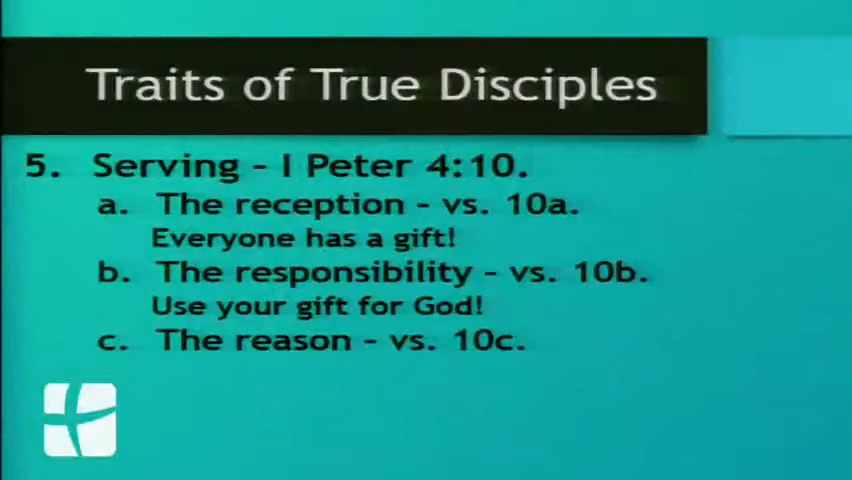 Traits of True Disciples
5. Serving – I Peter 4:10.
a. The reception – vs. 10a.
Everyone has a gift!
b. The responsibility – vs. 10b.
Use your gift for God!
c. The reason – vs. 10c.